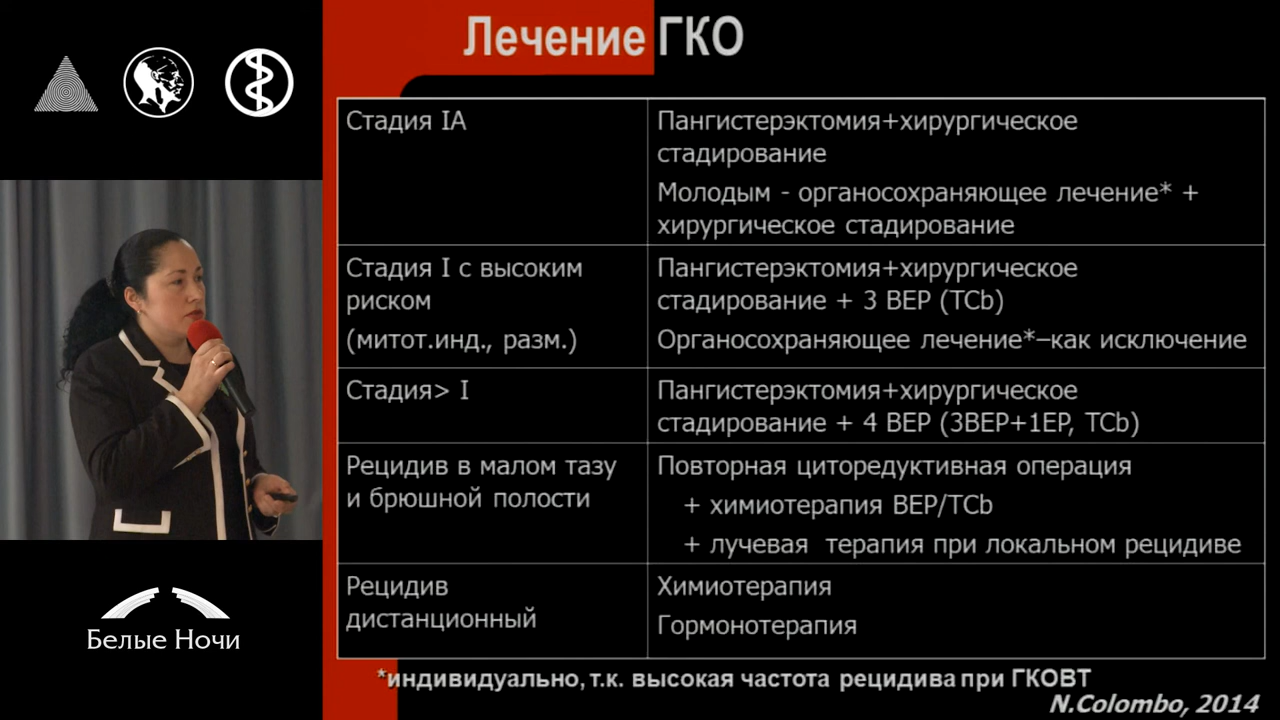 Лечение ГКО
Стадия IA
Пангистерэктомия+хирургическое
стадирование
Молодым - органосохраняющее лечение* +
хирургическое стадирование
Стадия I с высоким
риском
(митот.инд., разм.)
Пангистерэктомия+хирургическое
стадирование + 3 BEP (TCb)
Органосохраняющее лечение*–как исключение
Стадия> I
Пангистерэктомия+хирургическое
стадирование + 4 BEP (3BEP+1EP, TCb)
Рецидив в малом тазу
и брюшной полости
Повторная циторедуктивная операция
+ химиотерапия BEP/TCb
+ лучевая терапия при локальном рецидиве
Рецидив
дистанционный
Химиотерапия
Гормонотерапия
*индивидуально, т.к. высокая частота рецидива при ГКОВТ
N.Colombo, 2014
Белые Ночи